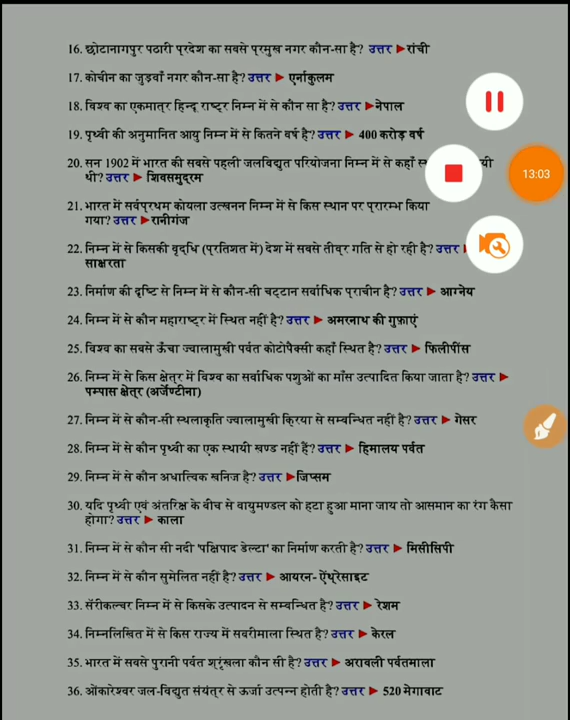 16. छोटानागपुर पठारी प्रदेश का सबसे प्रमुख नगर कौन-सा है? उत्तर ►रांची
17. कोचीन का जुड़वाँ नगर कौन-सा है? उत्तर ► एर्नाकुलम
18. विश्व का एकमात्र हिन्दू राष्ट्र निम्न में से कौन सा है? उत्तर ►नेपाल
19. पृथ्वी की अनुमानित आयु निम्न में से कितने वर्ष है? उत्तर ► 400 करोड़ वर्ष
20. सन 1902 में भारत की सबसे पहली जलविद्युत परियोजना निम्न में से कहाँ यी
थी? उत्तर ► शिवसमुद्रम
13:03
21. भारत में सर्वप्रथम कोयला उत्खनन निम्न में से किस स्थान पर प्रारम्भ किया
गया? उत्तर ►रानीगंज
22. निम्न में से किसकी वृद्धि (प्रतिशत में) देश में सबसे तीव्र गति से हो रही है? उत्तर
साक्षरता
23. निर्माण की दृष्टि से निम्न में से कौन-सी चट्टान सर्वाधिक प्राचीन है? उत्तर ► आग्नेय
24. निम्न में से कौन महाराष्ट्र में स्थित नहीं है? उत्तर ► अमरनाथ की गुफ़ाएं
25. विश्व का सबसे ऊँचा ज्वालामुखी पर्वत कोटोपैक्सी कहाँ स्थित है? उत्तर ► फिलीपींस
26. निम्न में से किस क्षेत्र में विश्व का सर्वाधिक पशुओं का माँस उत्पादित किया जाता है? उत्तर ►
पम्पास क्षेत्र (अर्जेण्टीना)
27. निम्न में से कौन-सी स्थलाकृति ज्वालामुखी क्रिया से सम्बन्धित नहीं है? उत्तर ► गेसर
28. निम्न में से कौन पृथ्वी का एक स्थायी खण्ड नहीं हैं? उत्तर ► हिमालय पर्वत
29. निम्न में से कौन अधात्विक खनिज है? उत्तर ►जिप्सम
30. यदि पृथ्वी एवं अंतरिक्ष के बीच से वायुमण्डल को हटा हुआ माना जाय तो आसमान का रंग कैसा
होगा? उत्तर ► काला
31. निम्न में से कौन सी नदी 'पक्षिपाद डेल्टा' का निर्माण करती है? उत्तर ► मिसीसिपी
32. निम्न में से कौन सुमेलित नहीं है? उत्तर ► आयरन- ऐंथ्रेसाइट
33. सॅरीकल्चर निम्न में से किसके उत्पादन से सम्बन्धित है? उत्तर ► रेशम
34. निम्नलिखित में से किस राज्य में सबरीमाला स्थित है? उत्तर ► केरल
35. भारत में सबसे पुरानी पर्वत श्रृंखला कौन सी है? उत्तर ► अरावली पर्वतमाला
36. ओंकारेश्वर जल-विद्युत संयंत्र से ऊर्जा उत्पन्न होती है? उत्तर ► 520 मेगावाट